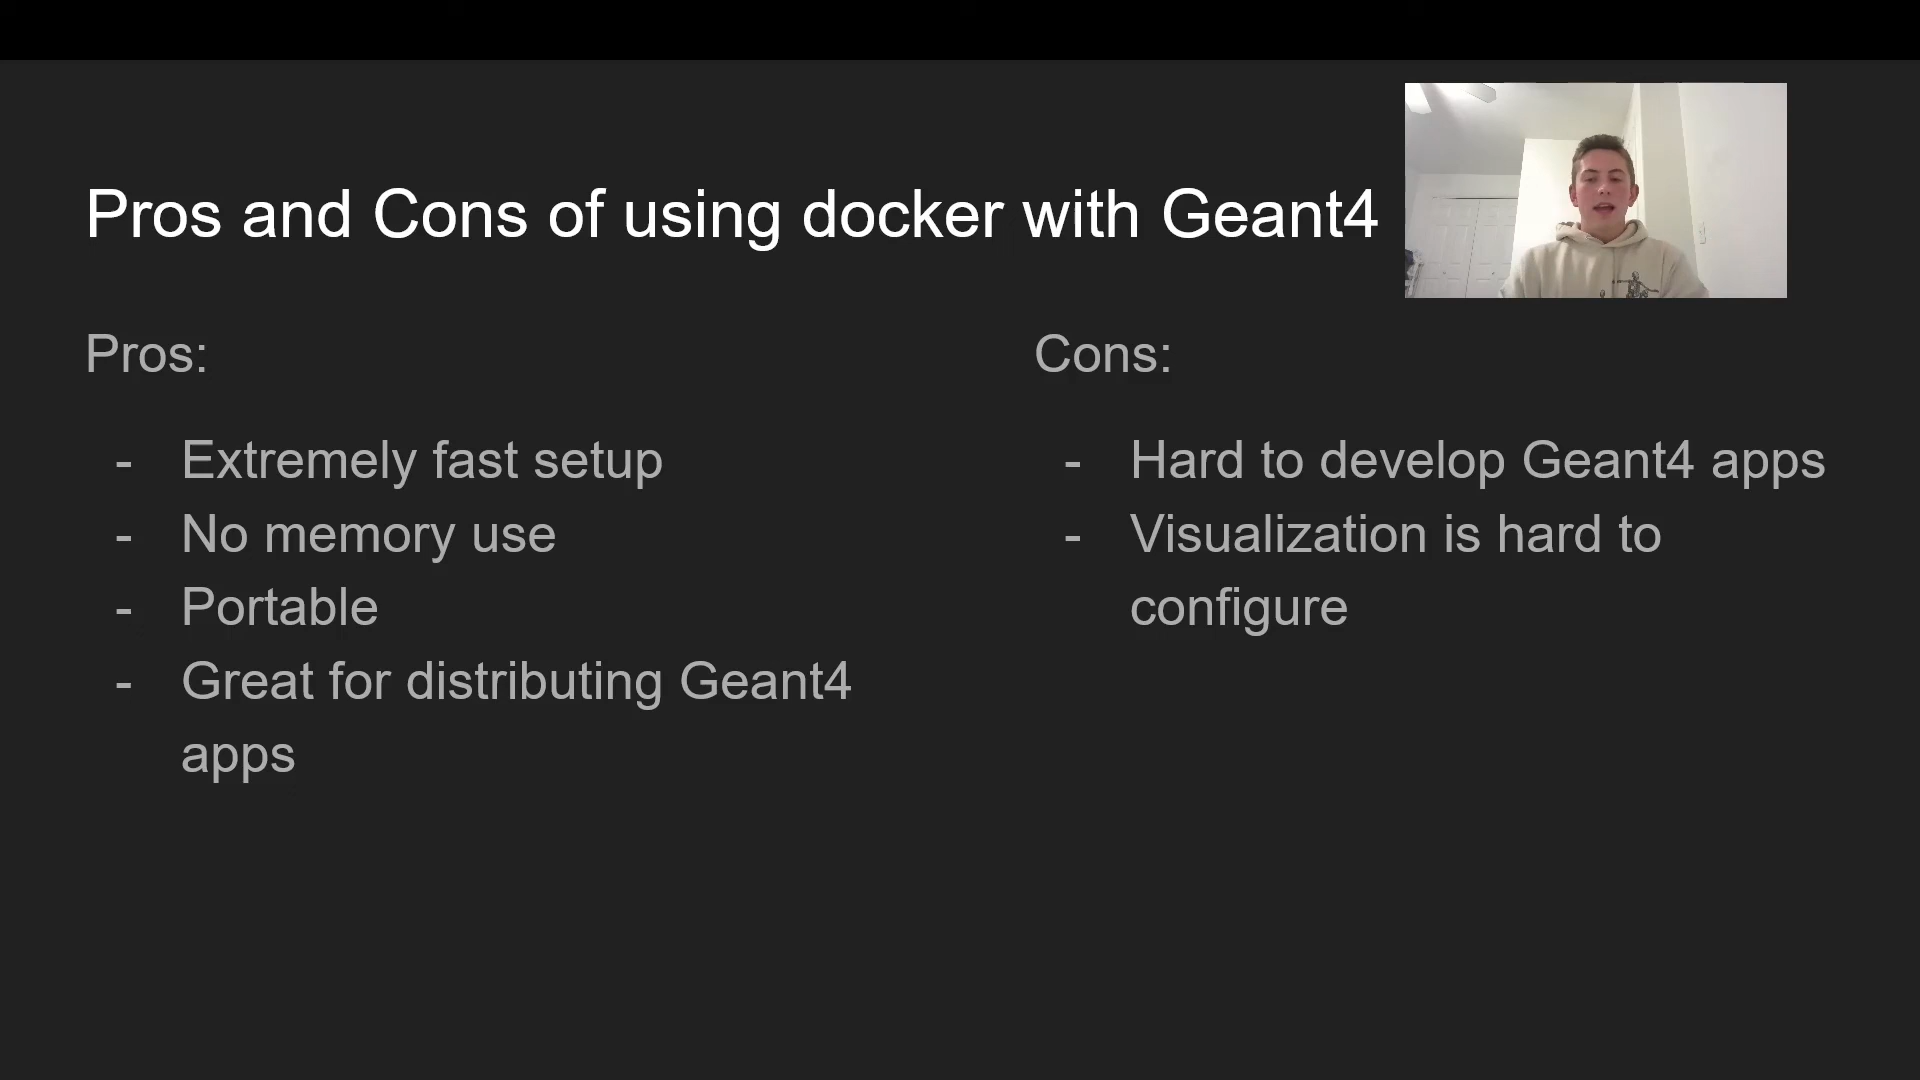 Pros and Cons of using docker with Geant4
Pros:
- Extremely fast setup
- No memory use
- Portable
- Great for distributing Geant4
apps
Cons:
- Hard to develop Geant4 apps
- Visualization is hard to
configure